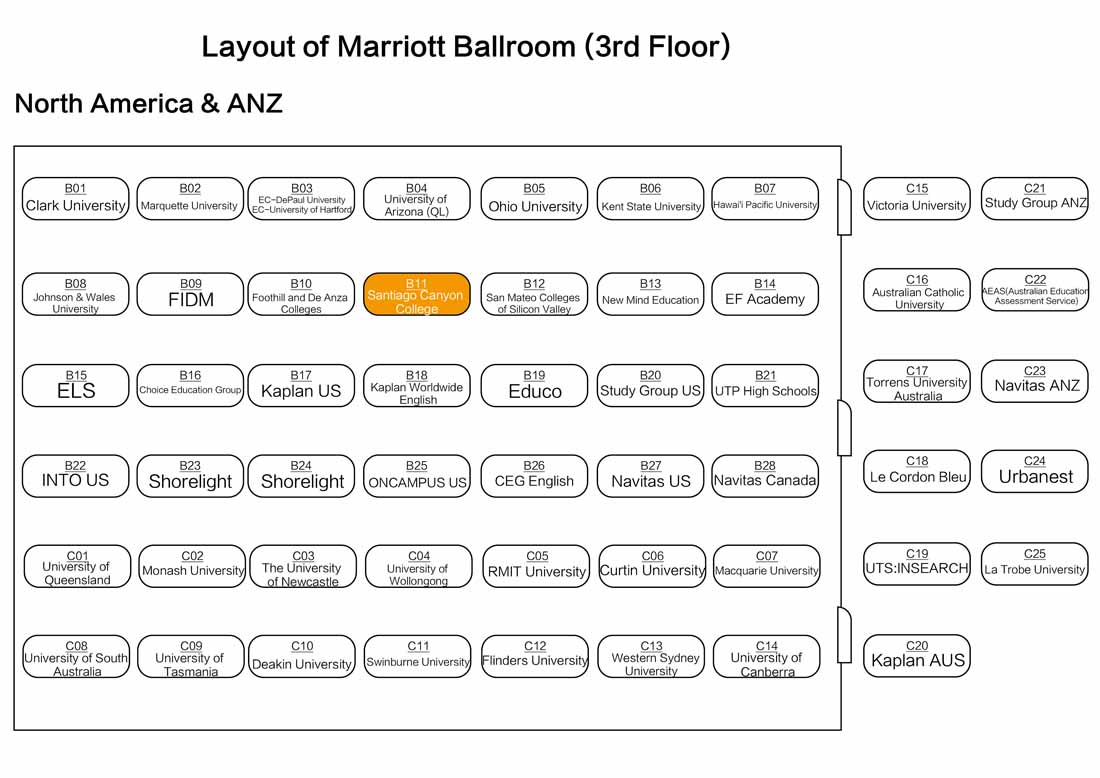 Layout of Marriott Ballroom (3rd Floor)
North America & ANZ
B01
Clark University
B02
Marquette University
B03
EC-DePaul University
EC-University of Hartford
B04
University of
Arizona (QL)
B05
Ohio University
B06
Kent State University
B07
Hawai'i Pacific University
C15
Victoria University
C21
Study Group ANZ
B08
Johnson & Wales
University
B09
FIDM
B10
Foothill and De Anza
Colleges
B11
Santiago Canyon
College
B12
San Mateo Colleges
of Silicon Valley
B13
New Mind Education
B14
EF Academy
C16
Australian Catholic
University
C22
AEAS(Australian Education
Assessment Service)
B15
ELS
B16
Choice Education Group
B17
Kaplan US
B18
Kaplan Worldwide
English
B19
Educo
B20
Study Group US
B21
UTP High Schools
C17
Torrens University
Australia
C23
Navitas ANZ
B22
INTO US
B23
Shorelight
B24
Shorelight
B25
ONCAMPUS US
B26
CEG English
B27
Navitas US
B28
Navitas Canada
C18
Le Cordon Bleu
C24
Urbanest
C01
University of
Queensland
C02
Monash University
C03
The University
of Newcastle
C04
University of
Wollongong
C05
RMIT University
C06
Curtin University
C07
Macquarie University
C19
UTS:INSEARCH
C25
La Trobe University
C08
University of South
Australia
C09
University of
Tasmania
C10
Deakin University
C11
Swinburne University
C12
Flinders University
C13
Western Sydney
University
C14
University of
Canberra
C20
Kaplan AUS